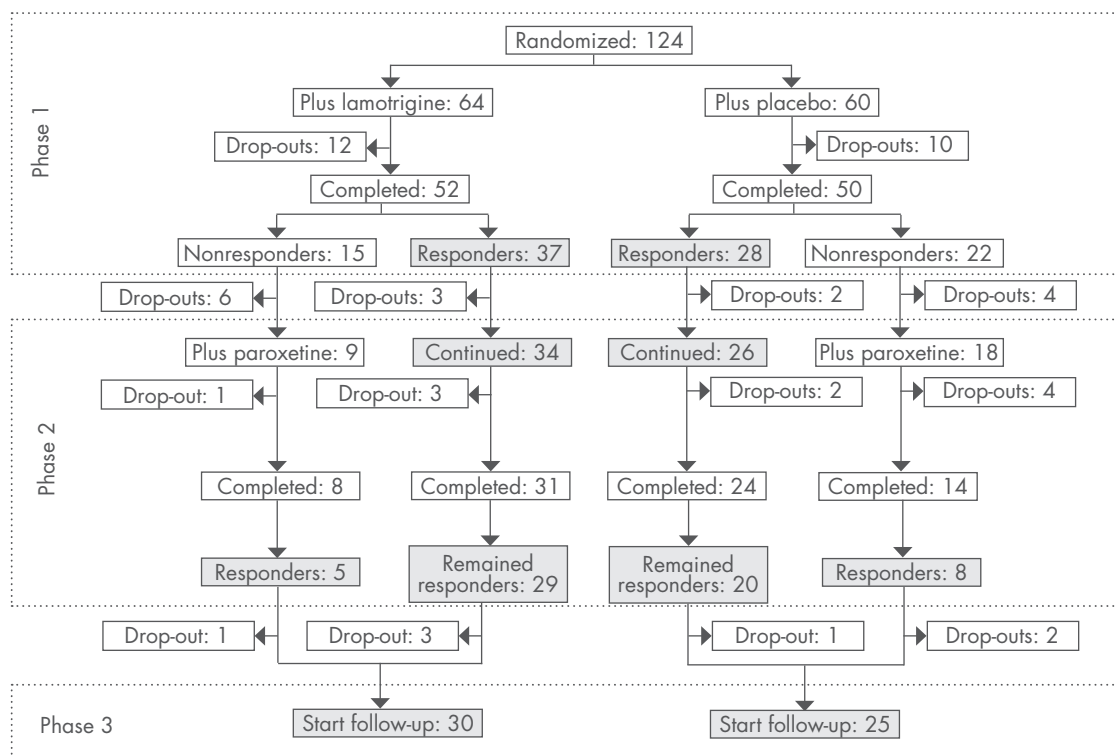 Phase 1
Randomized: 124
Plus lamotrigine: 64
Plus placebo: 60
Drop-outs: 12
Drop-outs: 10
Completed: 52
Completed: 50
Nonresponders: 15
Responders: 37
Responders: 28
Nonresponders: 22
Drop-outs: 6
Drop-outs: 3
Drop-outs: 2
Drop-outs: 4
Phase 2
Plus paroxetine: 9
Continued: 34
Continued: 26
Plus paroxetine: 18
Drop-out: 1
Drop-out: 3
Drop-outs: 2
Drop-outs: 4
Completed: 8
Completed: 31
Completed: 24
Completed: 14
Responders: 5
Remained
responders: 29
Remained
responders: 20
Responders: 8
Drop-out: 1
Drop-out: 3
Drop-out: 1
Drop-outs: 2
Phase 3
Start follow-up: 30
Start follow-up: 25